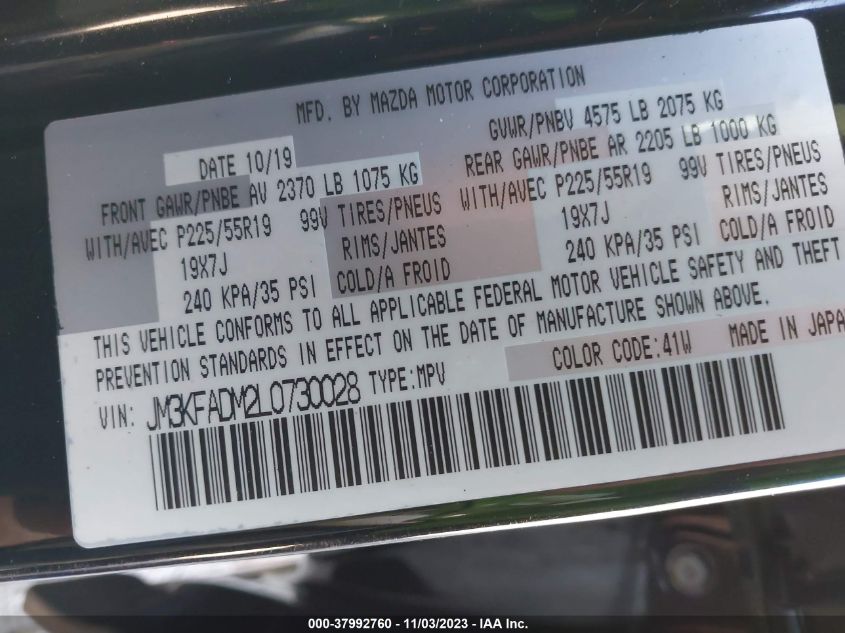 MFD. BY MAZDA MOTOR CORPORATION
DATE 10/19
GVWR/PNBV 4575 LB 2075 KG
FRONT GAWR/PNBE AV 2370 LB 1075 KG
REAR GAWR/PNBE AR 2205 LB 1000 KG
WITH/AVEC P225/55R19 99V TIRES/PNEUS
WITH/AVEC P225/55R19 99V TIRES/PNEUS
19X7J RIMS/JANTES
19X7J RIMS/JANTES
240 KPA/35 PSI COLD/A FROID
240 KPA/35 PSI COLD/A FROID
THIS VEHICLE CONFORMS TO ALL APPLICABLE FEDERAL MOTOR VEHICLE SAFETY AND THEFT
PREVENTION STANDARDS IN EFFECT ON THE DATE OF MANUFACTURE SHOWN ABOVE.
COLOR CODE:41W MADE IN JAPA
VIN: JM3KFADM2L0730028 TYPE:MPV
000-37992760 - 11/03/2023 - IAA Inc.